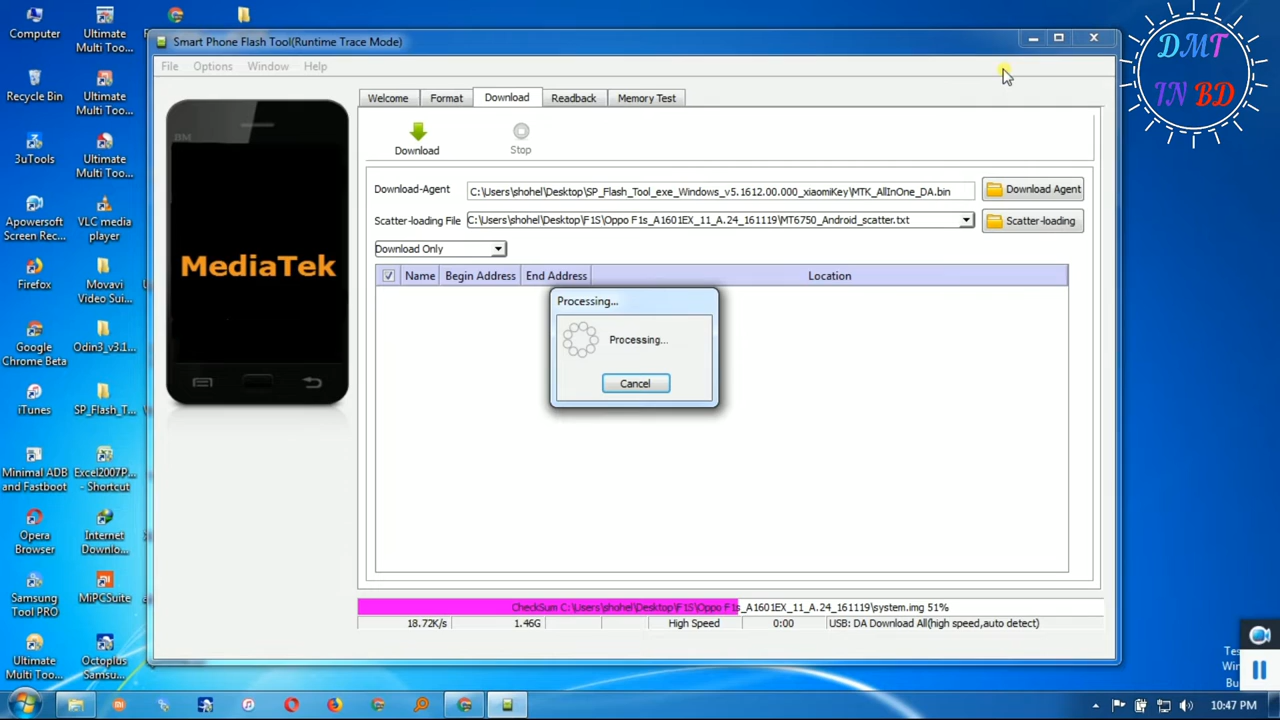 Computer
Ultimate
Multi Too...
Recycle Bin
Ultimate
Multi Too...
3uTools
Ultimate
Multi Too...
Apowersoft
Screen Rec...
VLC media
player
Firefox
Movavi
Video Sui...
Google
Chrome Beta
Odin3_v3.1...
iTunes
SP_Flash_T...
Minimal ADB
and Fastboot
Excel2007P...
- Shortcut
Opera
Browser
Internet
Downlo...
Samsung
Tool PRO
MiPCSuite
Ultimate
Multi Too...
Octoplus
Samsu...
Smart Phone Flash Tool(Runtime Trace Mode)
File Options Window Help
BM
MediaTek
Welcome Format Download Readback Memory Test
Download Stop
Download-Agent C:\Users\shohel\Desktop\SP_Flash_Tool_exe_Windows_v5.1612.00.000_xiaomiKey\MTK_AllInOne_DA.bin Download Agent
Scatter-loading File C:\Users\shohel\Desktop\F1S\Oppo F1s_A1601EX_11_A.24_161119\MT6750_Android_scatter.txt Scatter-loading
Download Only
Name Begin Address End Address Location
Processing...
Processing...
Cancel
CheckSum C:\Users\shohel\Desktop\F1S\Oppo F1s_A1601EX_11_A.24_161119\system.img 51%
18.72K/s 1.46G High Speed 0:00 USB: DA Download All(high speed,auto detect)
DMT
IN BD
Tes
Win
Bu
10:47 PM